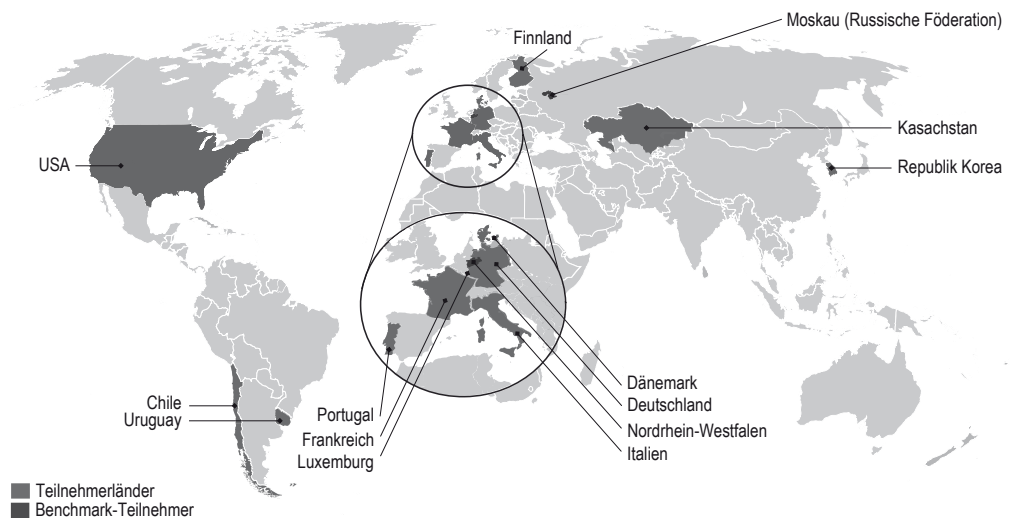 Moskau (Russische Föderation)
Finnland
Kasachstan
USA
Republik Korea
Dänemark
Chile
Deutschland
Uruguay
Portugal
Nordrhein-Westfalen
Frankreich
Italien
Luxemburg
Teilnehmerländer
Benchmark-Teilnehmer